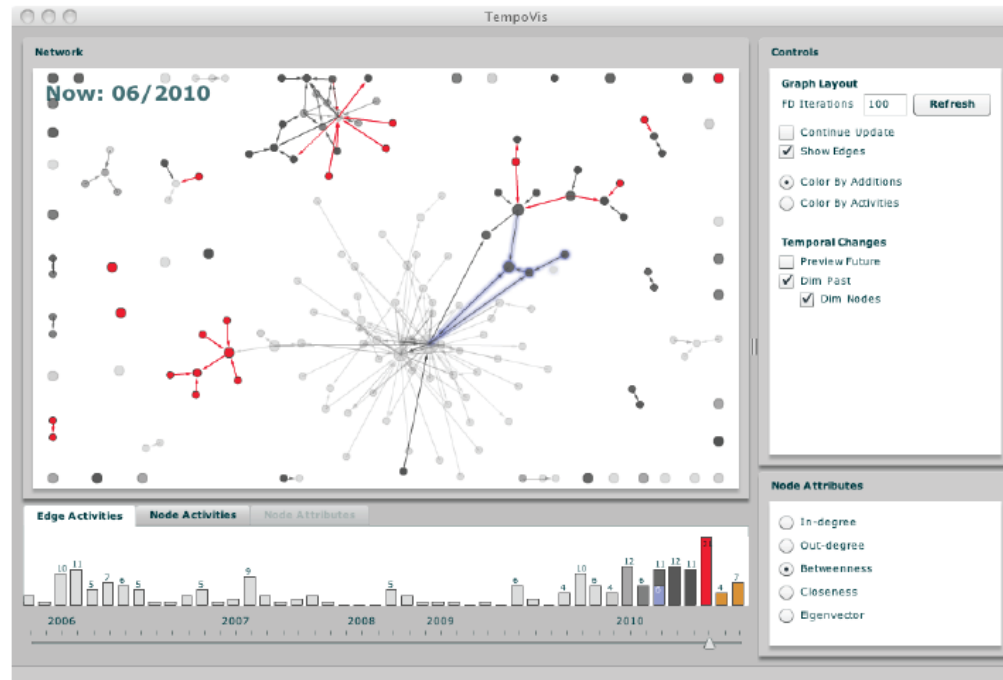 TempoVis
Network
Now: 06/2010
Controls
Graph Layout
FD Iterations 100 Refresh
Continue Update
Show Edges
Color By Additions
Color By Activities
Temporal Changes
Preview Future
Dim Past
Dim Nodes
Edge Activities Node Activities Node Attributes
10 11 5 7 6 5 5 9 5 6 4 10 6 4 12 6 11 12 11 4 7
2006 2007 2008 2009 2010
Node Attributes
In-degree
Out-degree
Betweenness
Closeness
Eigenvector